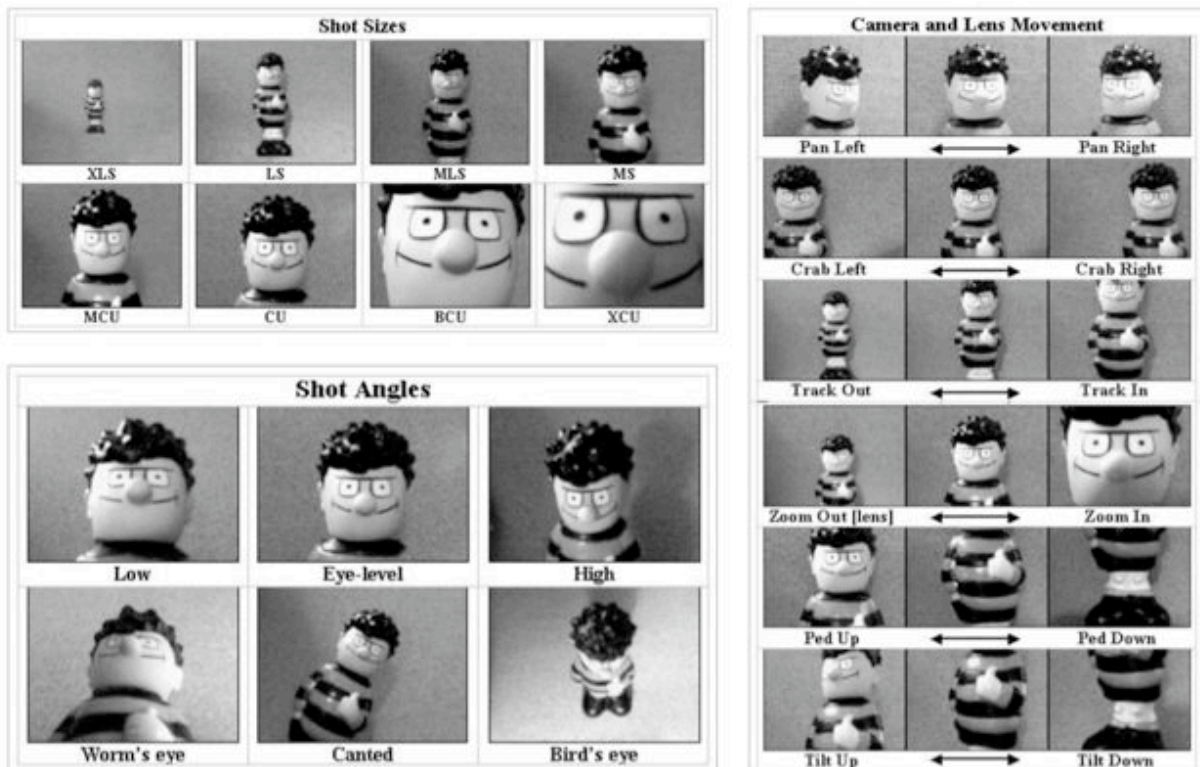 Shot Sizes
XLS LS MLS MS
MCU CU BCU XCU
Shot Angles
Low Eye-level High
Worm's eye Canted Bird's eye
Camera and Lens Movement
Pan Left Pan Right
Crab Left Crab Right
Track Out Track In
Zoom Out [lens] Zoom In
Ped Up Ped Down
Tilt Up Tilt Down